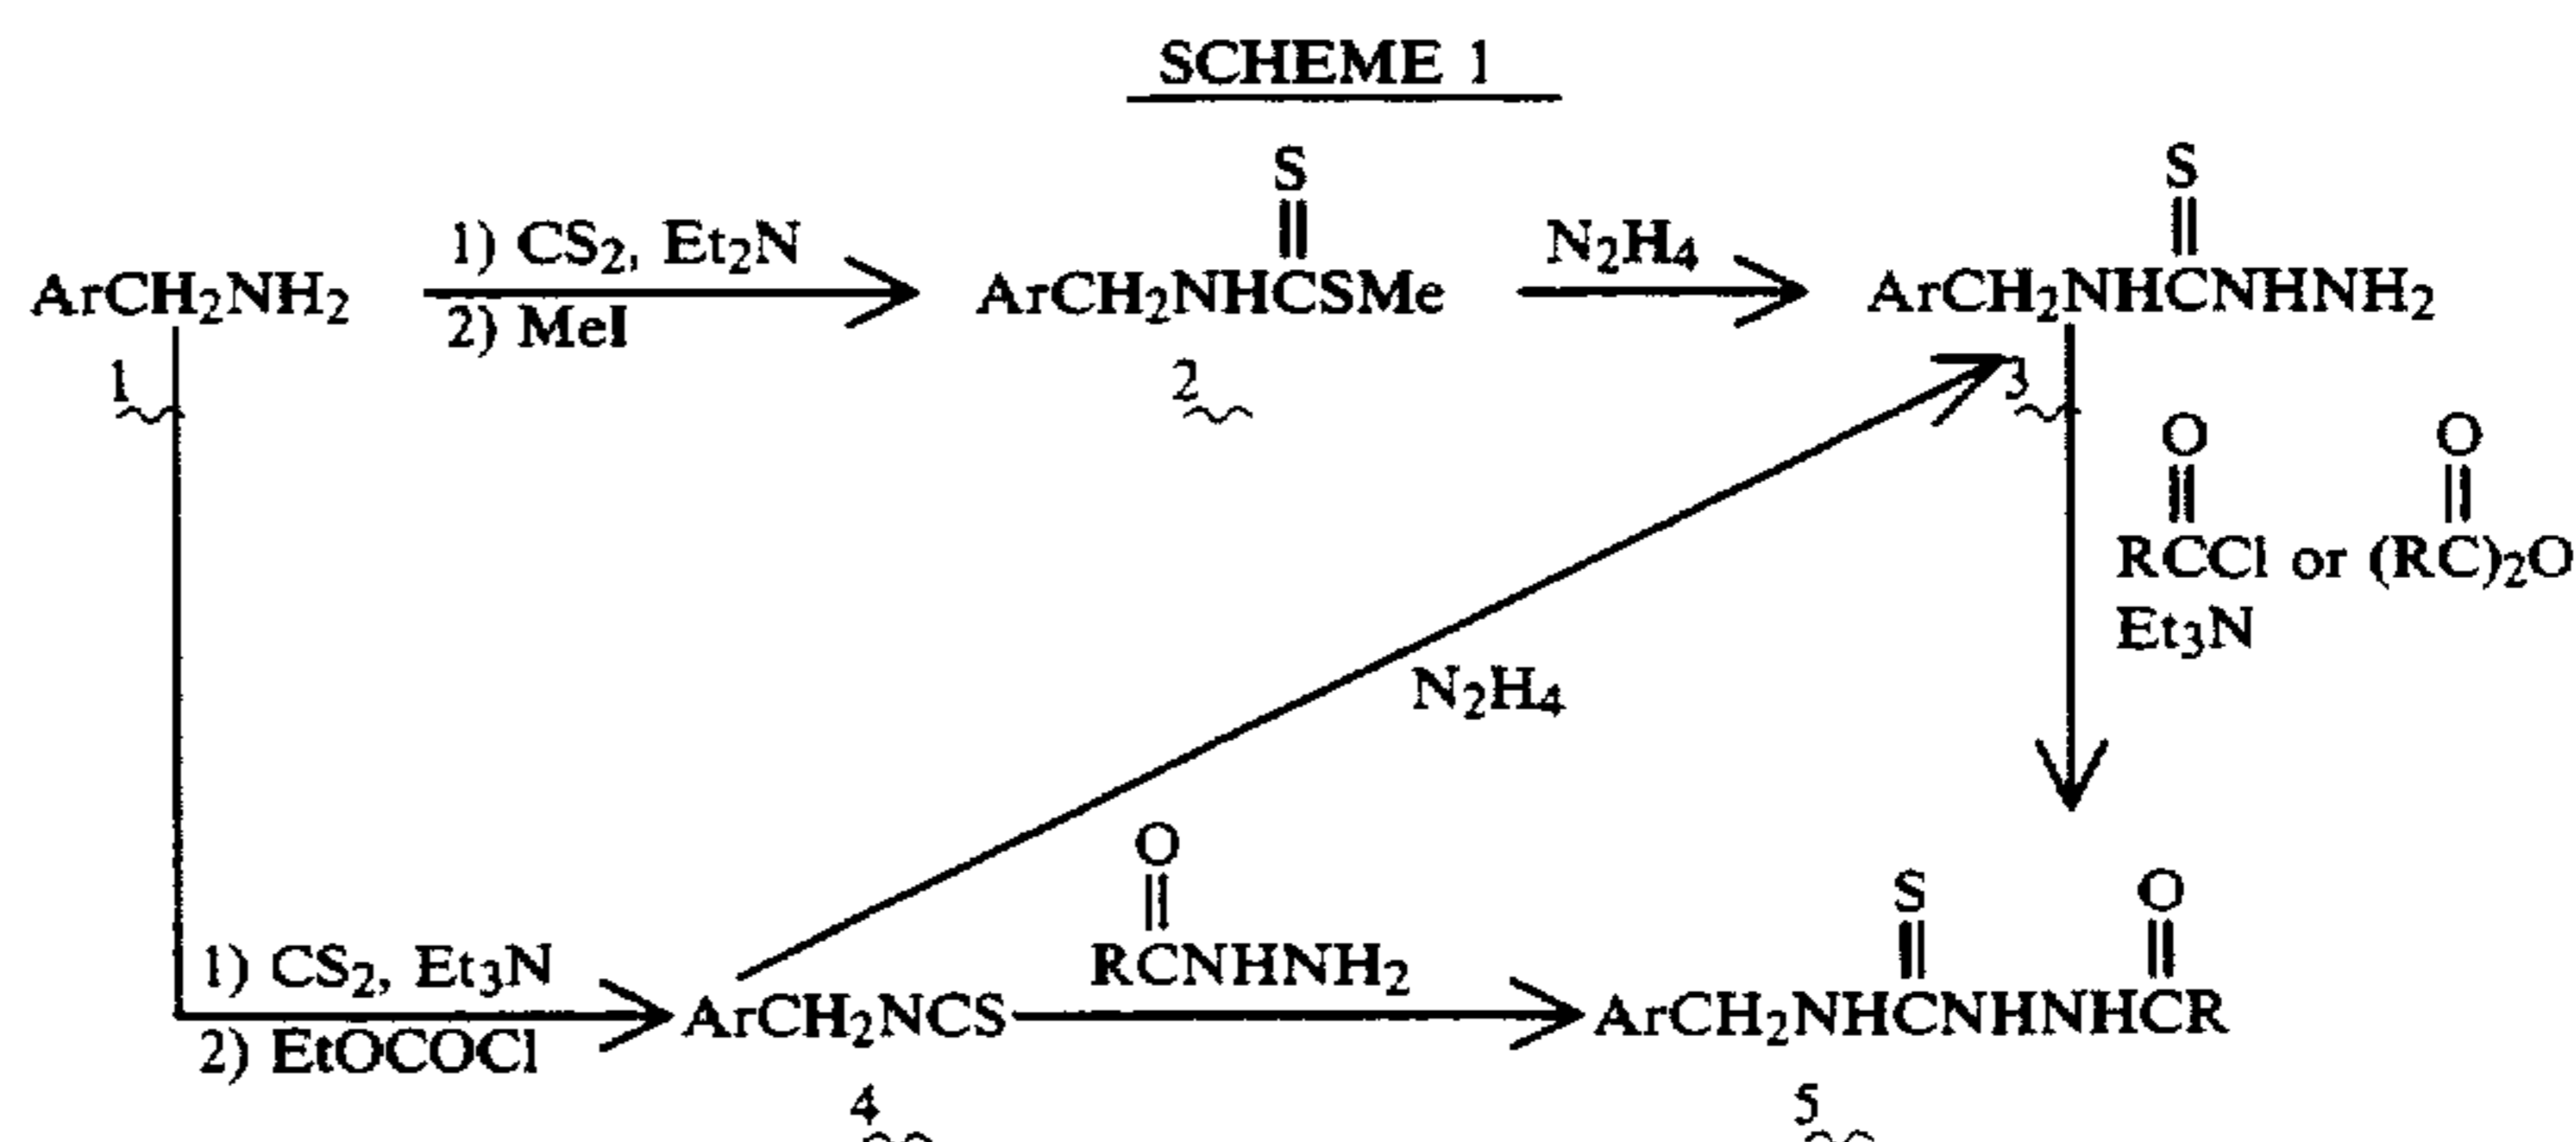 SCHEME 1
S
S
1) CS2, Et2N
N2H4
ArCH2NH2
ArCH2NHCSMe
ArCH2NHCNHNH2
2) MeI
1
2
3
O
O
RCCl or (RC)2O
Et3N
N2H4
O
S
O
1) CS2, Et3N
RCNHNH2
ArCH2NCS
ArCH2NHCNHNHCR
2) EtOCOCl
4
5